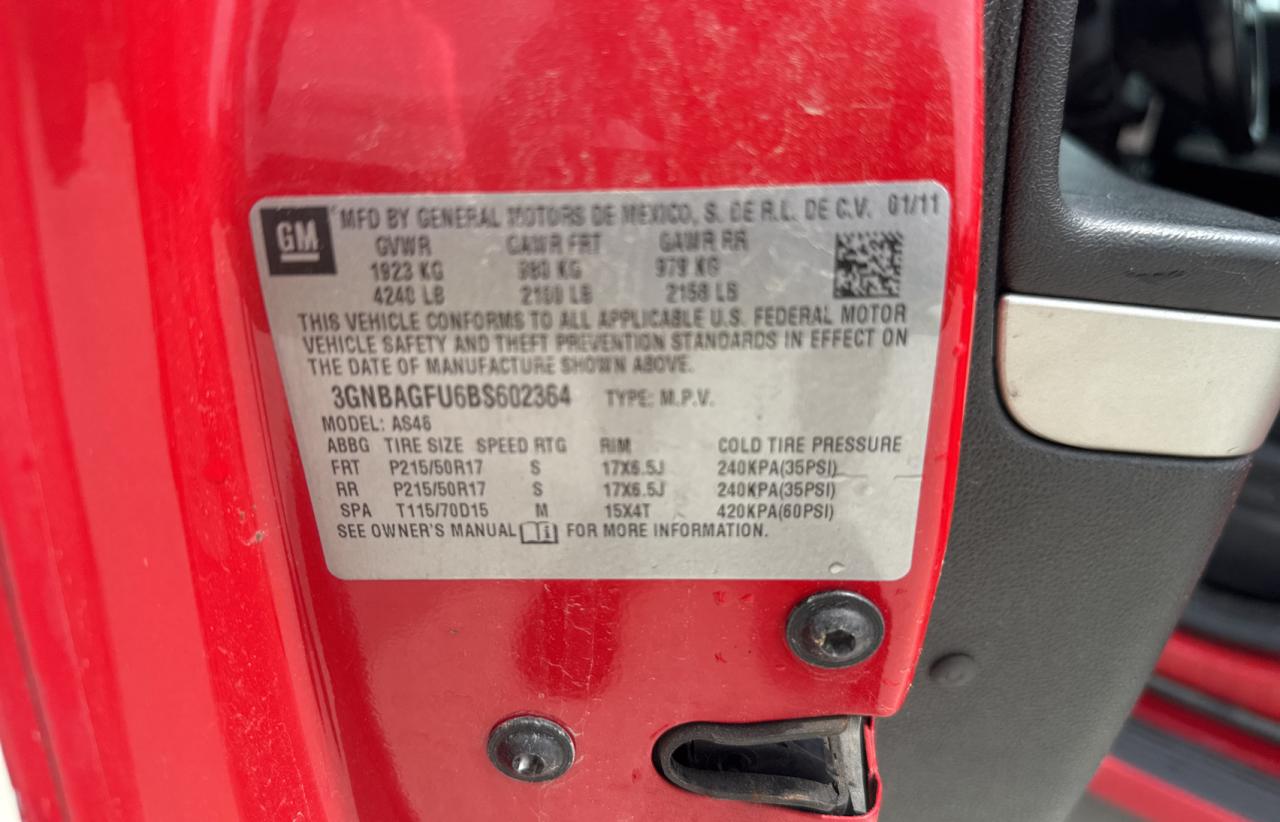 GM
MFD BY GENERAL MOTORS DE MEXICO, S. DE R.L. DE C.V. 01/11
GVWR GAWR FRT GAWR RR
1923 KG 980 KG 979 KG
4240 LB LB 2158 LB
THIS VEHICLE CONFORMS TO ALL APPLICABLE U.S. FEDERAL MOTOR
VEHICLE SAFETY AND THEFT PREVENTION STANDARDS IN EFFECT ON
THE DATE OF MANUFACTURE SHOWN ABOVE.
3GNBAGFU6BS602364 TYPE: M.P.V.
MODEL: AS46
ABBG TIRE SIZE SPEED RTG RIM COLD TIRE PRESSURE
FRT P215/50R17 S 17X6.5J 240KPA(35PSI)
RR P215/50R17 S 17X6.5J 240KPA(35PSI)
SPA T115/70D15 M 15X4T 420KPA(60PSI)
SEE OWNER'S MANUAL FOR MORE INFORMATION.